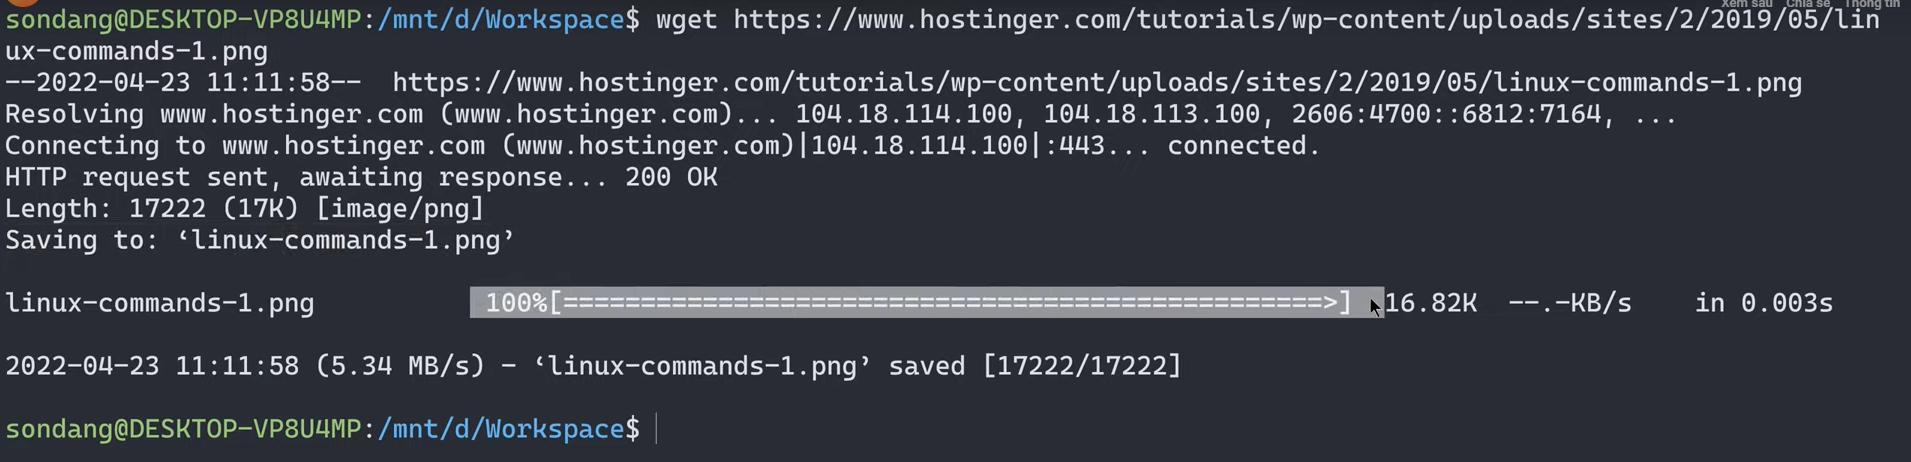 Xem sau Chia sẻ Thông tin
sondang@DESKTOP-VP8U4MP:/mnt/d/Workspace$ wget https://www.hostinger.com/tutorials/wp-content/uploads/sites/2/2019/05/lin
ux-commands-1.png
--2022-04-23 11:11:58--  https://www.hostinger.com/tutorials/wp-content/uploads/sites/2/2019/05/linux-commands-1.png
Resolving www.hostinger.com (www.hostinger.com)... 104.18.114.100, 104.18.113.100, 2606:4700::6812:7164, ...
Connecting to www.hostinger.com (www.hostinger.com)|104.18.114.100|:443... connected.
HTTP request sent, awaiting response... 200 OK
Length: 17222 (17K) [image/png]
Saving to: ‘linux-commands-1.png’
linux-commands-1.png 100%[=================================================>] 16.82K --.-KB/s in 0.003s
2022-04-23 11:11:58 (5.34 MB/s) - ‘linux-commands-1.png’ saved [17222/17222]
sondang@DESKTOP-VP8U4MP:/mnt/d/Workspace$